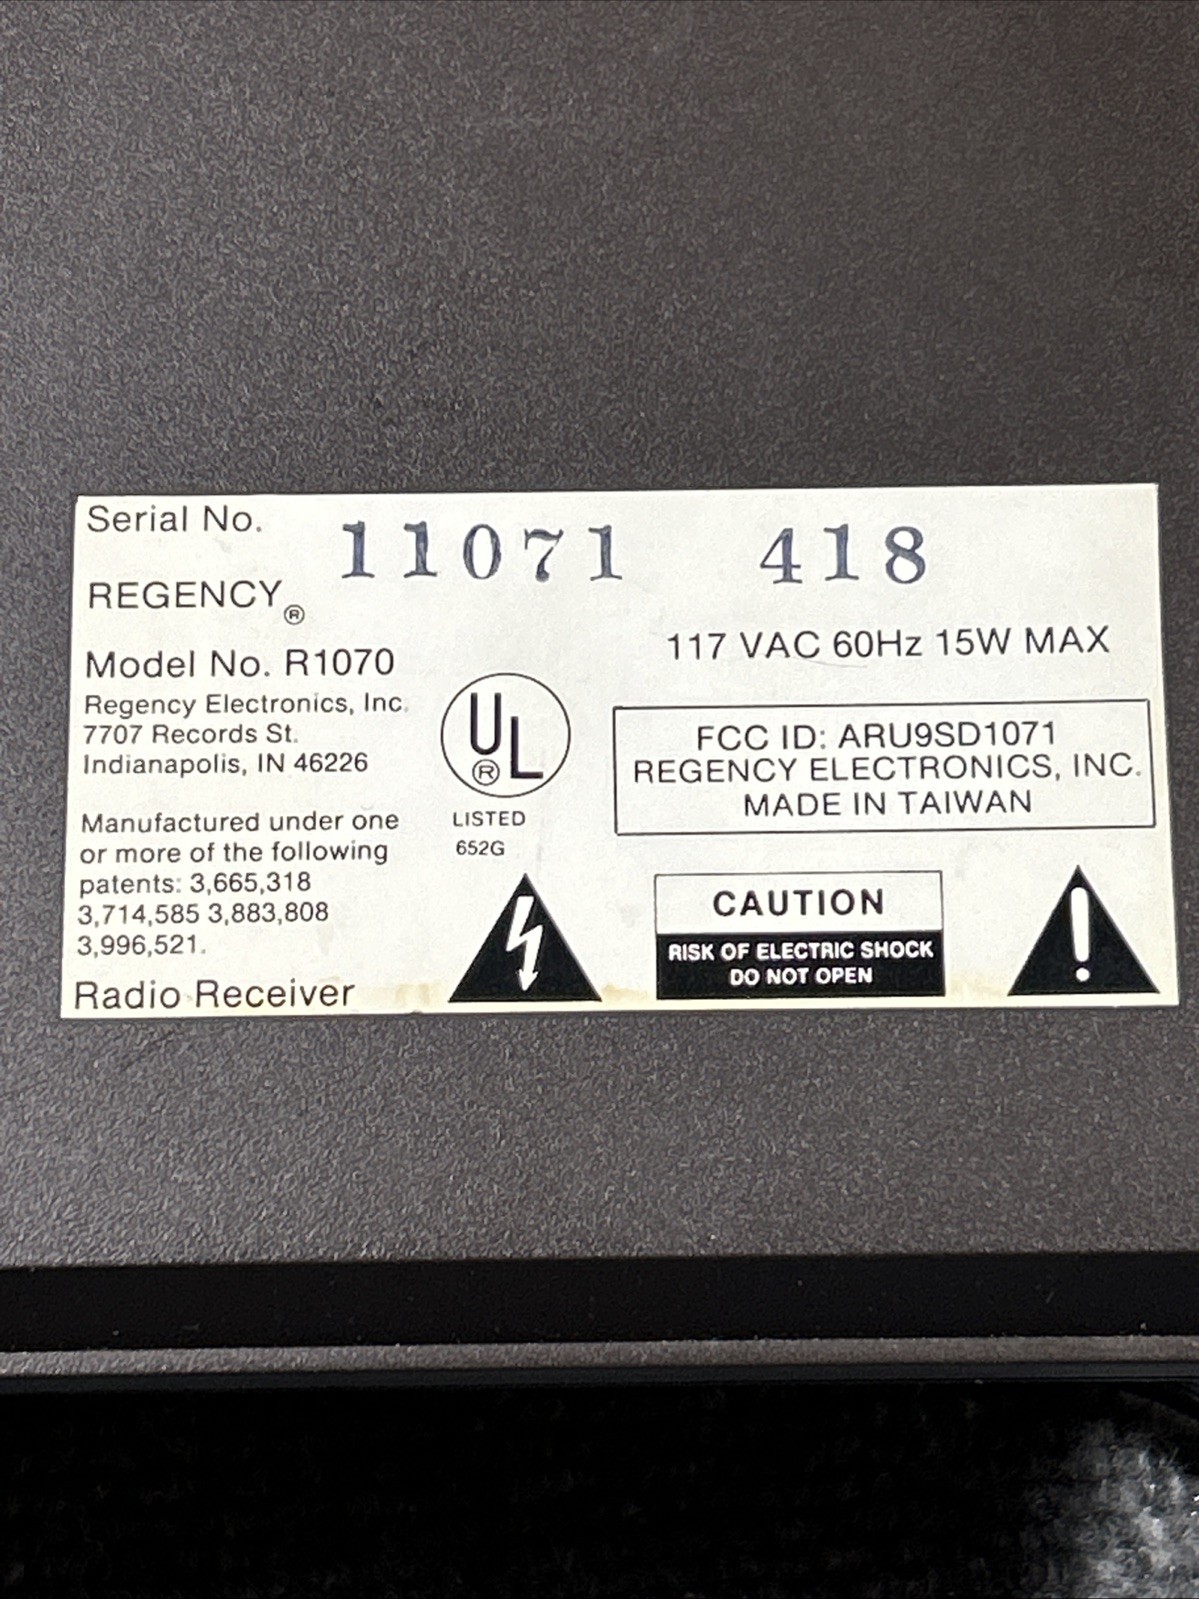 Serial No. 11071 418
REGENCY®
117 VAC 60Hz 15W MAX
Model No. R1070
Regency Electronics, Inc.
7707 Records St.
Indianapolis, IN 46226
UL
®
LISTED
652G
FCC ID: ARU9SD1071
REGENCY ELECTRONICS, INC.
MADE IN TAIWAN
Manufactured under one
or more of the following
patents: 3,665,318
3,714,585 3,883,808
3,996,521.
Radio Receiver
CAUTION
RISK OF ELECTRIC SHOCK
DO NOT OPEN
!